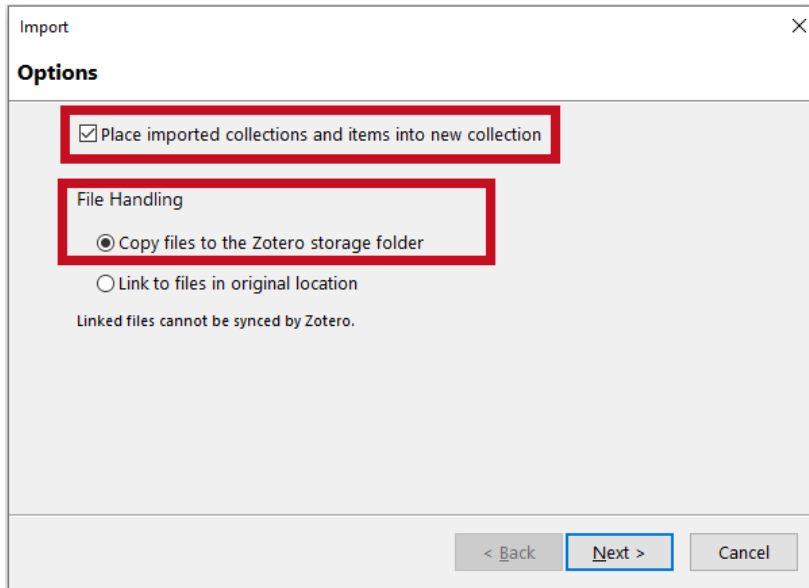 Import
Options
Place imported collections and items into new collection
File Handling
Copy files to the Zotero storage folder
Link to files in original location
Linked files cannot be synced by Zotero.
< Back Next > Cancel